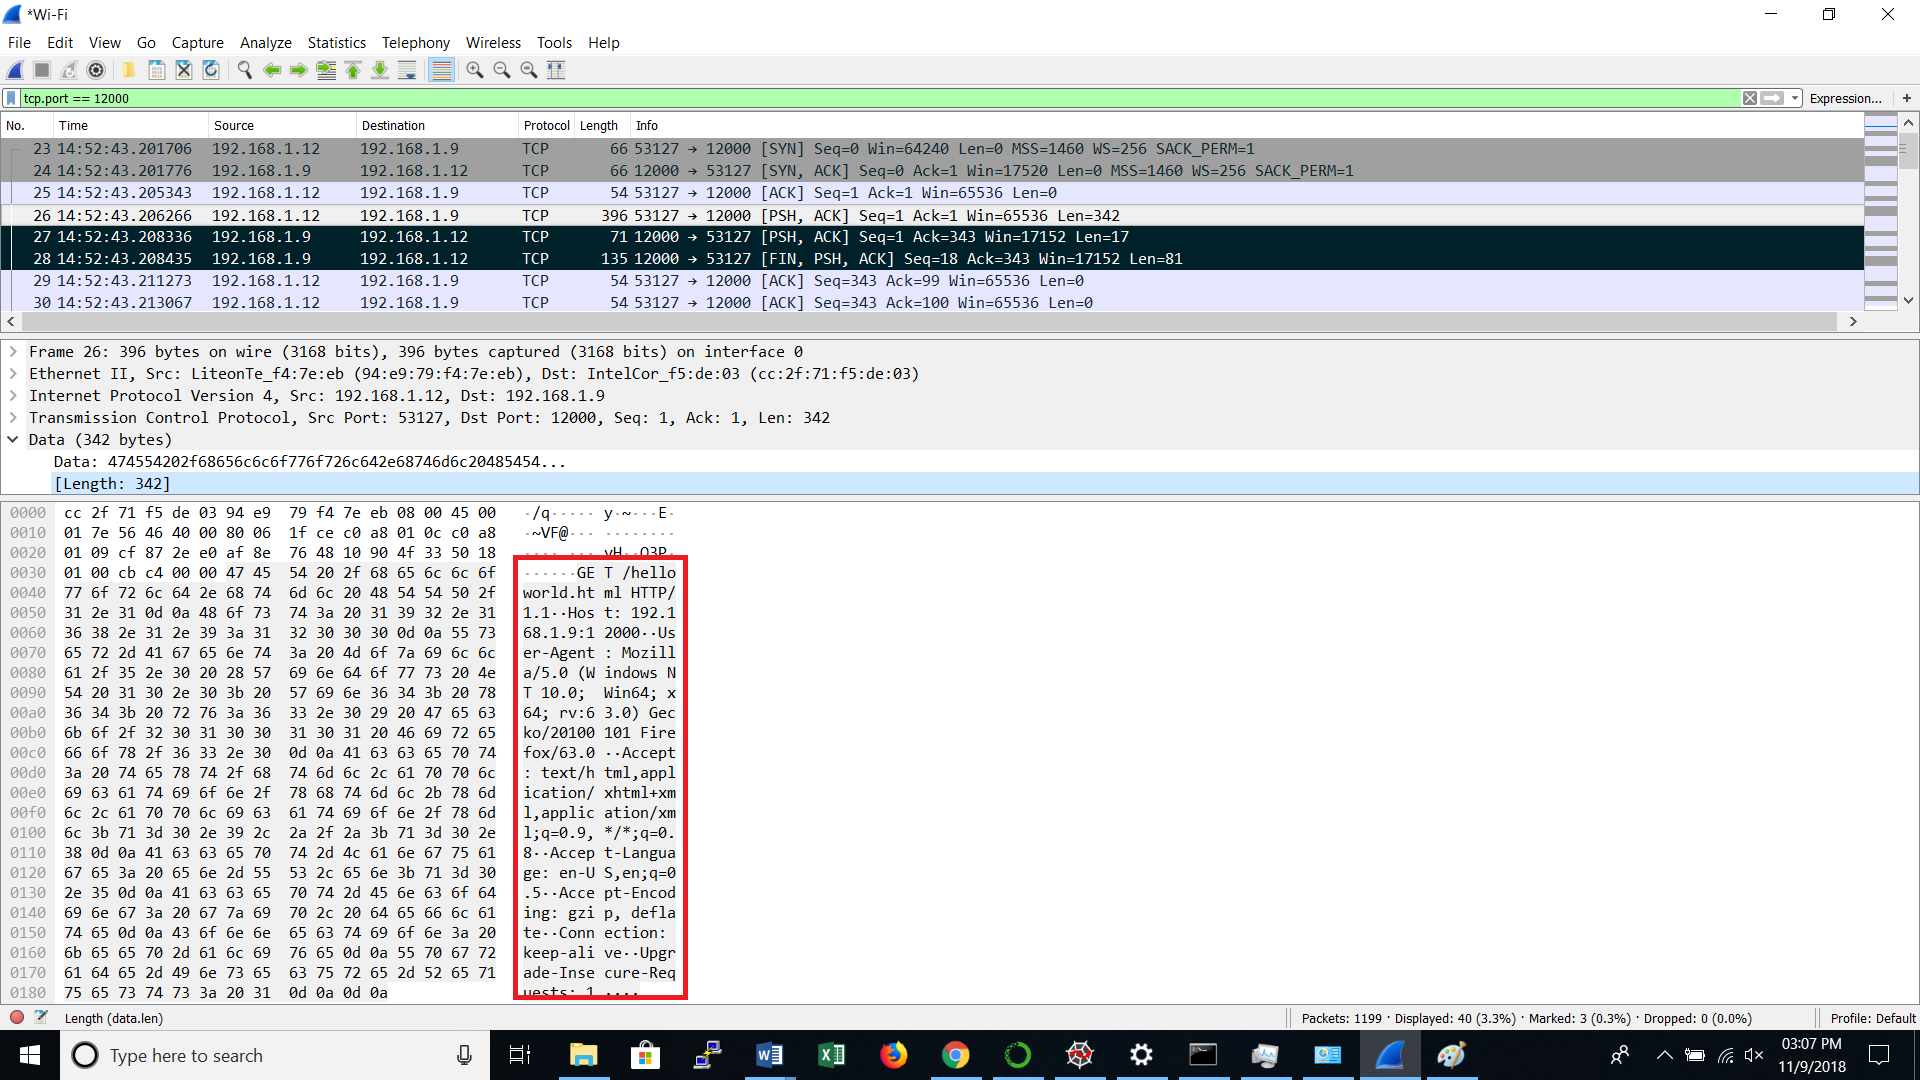 *Wi-Fi
File Edit View Go Capture Analyze Statistics Telephony Wireless Tools Help
tcp.port == 12000
Expression... +
No. Time Source Destination Protocol Length Info
23 14:52:43.201706 192.168.1.12 192.168.1.9 TCP 66 53127 → 12000 [SYN] Seq=0 Win=64240 Len=0 MSS=1460 WS=256 SACK_PERM=1
24 14:52:43.201776 192.168.1.9 192.168.1.12 TCP 66 12000 → 53127 [SYN, ACK] Seq=0 Ack=1 Win=17520 Len=0 MSS=1460 WS=256 SACK_PERM=1
25 14:52:43.205343 192.168.1.12 192.168.1.9 TCP 54 53127 → 12000 [ACK] Seq=1 Ack=1 Win=65536 Len=0
26 14:52:43.206266 192.168.1.12 192.168.1.9 TCP 396 53127 → 12000 [PSH, ACK] Seq=1 Ack=1 Win=65536 Len=342
27 14:52:43.208336 192.168.1.9 192.168.1.12 TCP 71 12000 → 53127 [PSH, ACK] Seq=1 Ack=343 Win=17152 Len=17
28 14:52:43.208435 192.168.1.9 192.168.1.12 TCP 135 12000 → 53127 [FIN, PSH, ACK] Seq=18 Ack=343 Win=17152 Len=81
29 14:52:43.211273 192.168.1.12 192.168.1.9 TCP 54 53127 → 12000 [ACK] Seq=343 Ack=99 Win=65536 Len=0
30 14:52:43.213067 192.168.1.12 192.168.1.9 TCP 54 53127 → 12000 [ACK] Seq=343 Ack=100 Win=65536 Len=0
Frame 26: 396 bytes on wire (3168 bits), 396 bytes captured (3168 bits) on interface 0
Ethernet II, Src: LiteonTe_f4:7e:eb (94:e9:79:f4:7e:eb), Dst: IntelCor_f5:de:03 (cc:2f:71:f5:de:03)
Internet Protocol Version 4, Src: 192.168.1.12, Dst: 192.168.1.9
Transmission Control Protocol, Src Port: 53127, Dst Port: 12000, Seq: 1, Ack: 1, Len: 342
Data (342 bytes)
Data: 474554202f68656c6c6f776f726c642e68746d6c20485454...
[Length: 342]
0000 cc 2f 71 f5 de 03 94 e9 79 f4 7e eb 08 00 45 00 ·/q····· y·~···E·
0010 01 7e 56 46 40 00 80 06 1f ce c0 a8 01 0c c0 a8 ·~VF@··· ········
0020 01 09 cf 87 2e e0 af 8e 76 48 10 90 4f 33 50 18 ····.··· vH··O3P·
0030 01 00 cb c4 00 00 47 45 54 20 2f 68 65 6c 6c 6f ······GE T /hello
0040 77 6f 72 6c 64 2e 68 74 6d 6c 20 48 54 54 50 2f world.ht ml HTTP/
0050 31 2e 31 0d 0a 48 6f 73 74 3a 20 31 39 32 2e 31 1.1··Hos t: 192.1
0060 36 38 2e 31 2e 39 3a 31 32 30 30 30 0d 0a 55 73 68.1.9:1 2000··Us
0070 65 72 2d 41 67 65 6e 74 3a 20 4d 6f 7a 69 6c 6c er-Agent : Mozill
0080 61 2f 35 2e 30 20 28 57 69 6e 64 6f 77 73 20 4e a/5.0 (W indows N
0090 54 20 31 30 2e 30 3b 20 57 69 6e 36 34 3b 20 78 T 10.0; Win64; x
00a0 36 34 3b 20 72 76 3a 36 33 2e 30 29 20 47 65 63 64; rv:6 3.0) Gec
00b0 6b 6f 2f 32 30 31 30 30 31 30 31 20 46 69 72 65 ko/20100 101 Fire
00c0 66 6f 78 2f 36 33 2e 30 0d 0a 41 63 63 65 70 74 fox/63.0 ··Accept
00d0 3a 20 74 65 78 74 2f 68 74 6d 6c 2c 61 70 70 6c : text/h tml,appl
00e0 69 63 61 74 69 6f 6e 2f 78 68 74 6d 6c 2b 78 6d ication/ xhtml+xm
00f0 6c 2c 61 70 70 6c 69 63 61 74 69 6f 6e 2f 78 6d l,applic ation/xm
0100 6c 3b 71 3d 30 2e 39 2c 2a 2f 2a 3b 71 3d 30 2e l;q=0.9, */*;q=0.
0110 38 0d 0a 41 63 63 65 70 74 2d 4c 61 6e 67 75 61 8··Accep t-Langua
0120 67 65 3a 20 65 6e 2d 55 53 2c 65 6e 3b 71 3d 30 ge: en-U S,en;q=0
0130 2e 35 0d 0a 41 63 63 65 70 74 2d 45 6e 63 6f 64 .5··Acce pt-Encod
0140 69 6e 67 3a 20 67 7a 69 70 2c 20 64 65 66 6c 61 ing: gzi p, defla
0150 74 65 0d 0a 43 6f 6e 6e 65 63 74 69 6f 6e 3a 20 te··Conn ection:
0160 6b 65 65 70 2d 61 6c 69 76 65 0d 0a 55 70 67 72 keep-ali ve··Upgr
0170 61 64 65 2d 49 6e 73 65 63 75 72 65 2d 52 65 71 ade-Inse cure-Req
0180 75 65 73 74 73 3a 20 31 0d 0a 0d 0a uests: 1 ····
Length (data.len)
Packets: 1199 · Displayed: 40 (3.3%) · Marked: 3 (0.3%) · Dropped: 0 (0.0%)
Profile: Default
Type here to search
03:07 PM
11/9/2018